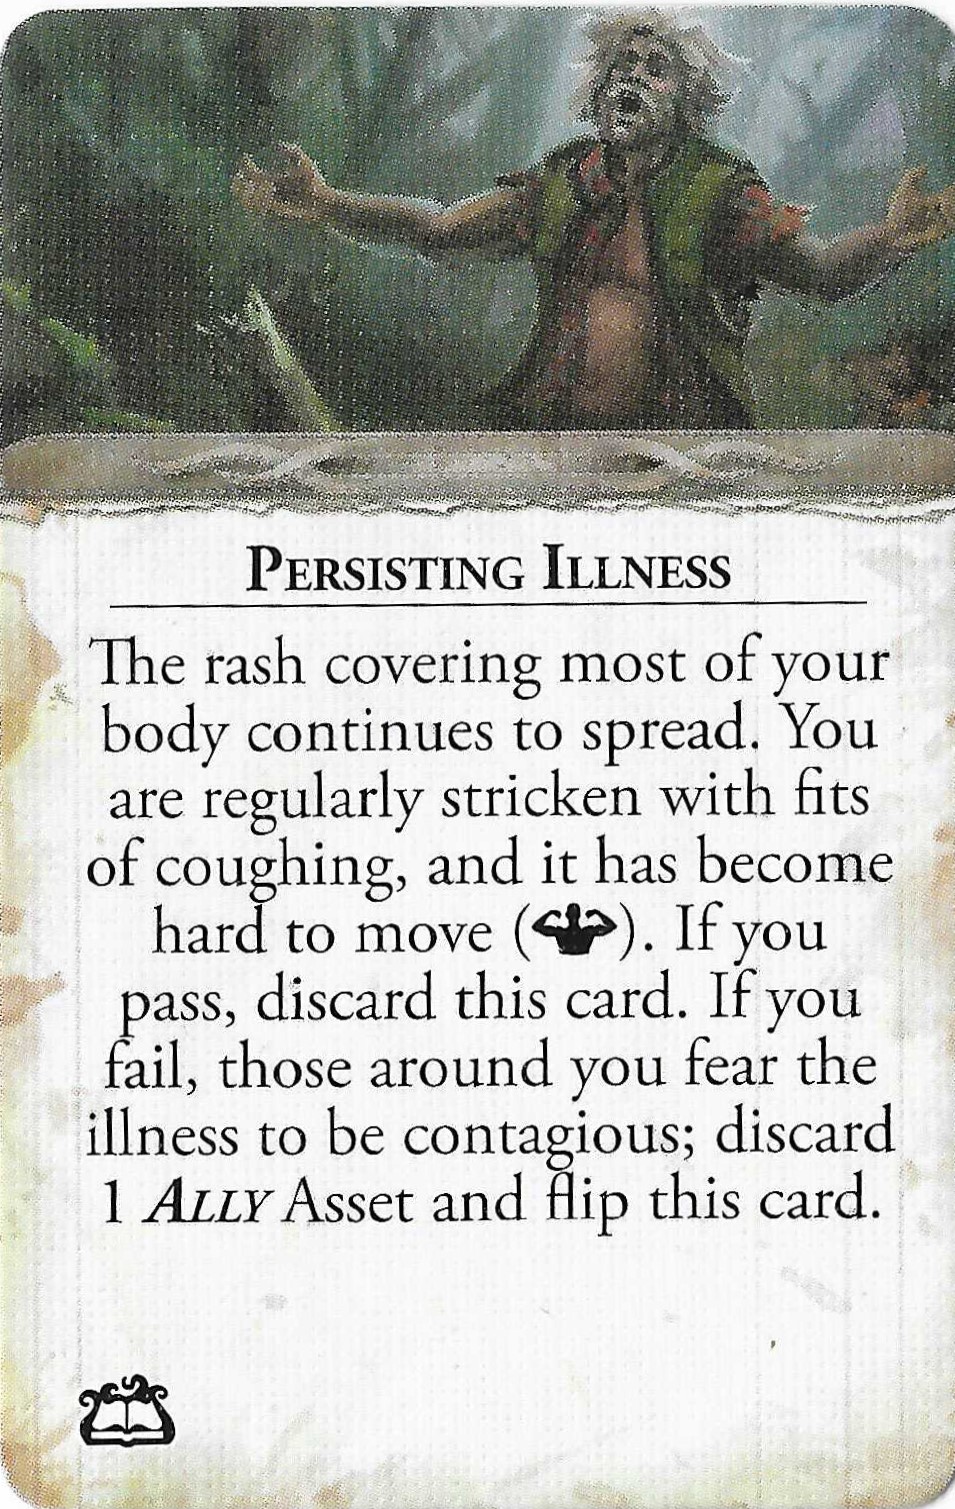 Persisting Illness
The rash covering most of your
body continues to spread. You
are regularly stricken with fits
of coughing, and it has become
hard to move ( ). If you
pass, discard this card. If you
fail, those around you fear the
illness to be contagious; discard
1 Ally Asset and flip this card.